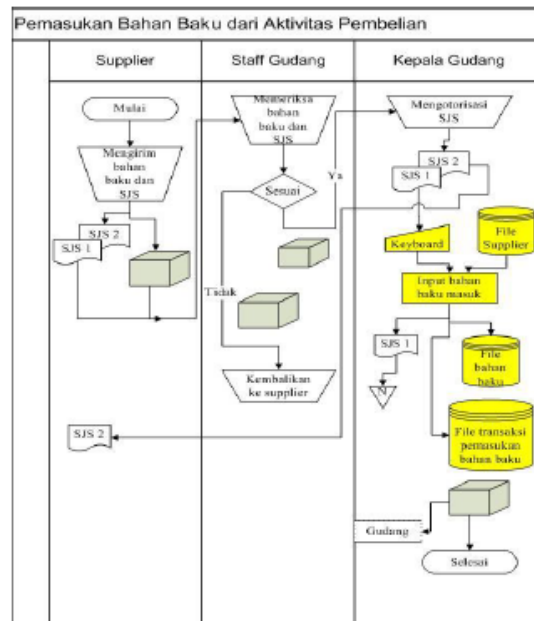 Pemasukan Bahan Baku dari Aktivitas Pembelian
Supplier
Staff Gudang
Kepala Gudang
Mulai
Mengirim
bahan
baku dan
SJS
SJS 2
SJS 1
SJS 2
Memeriksa
bahan
baku dan
SJS
Sesuai
Ya
Tidak
Kembalikan
ke supplier
Mengotorisasi
SJS
SJS 2
SJS 1
Keyboard
File
Supplier
Input bahan
baku masuk
SJS 1
N
File
bahan
baku
File transaksi
pemasukan
bahan baku
Gudang
Selesai